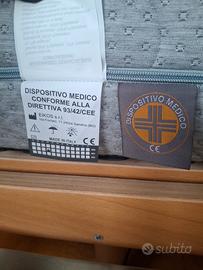 DISPOSITIVO MEDICO
CONFORME ALLA
DIRETTIVA 93/42/CEE
EIKOS s.r.l.
CE
MADE IN ITALY
DISPOSITIVO MEDICO
CE
subito